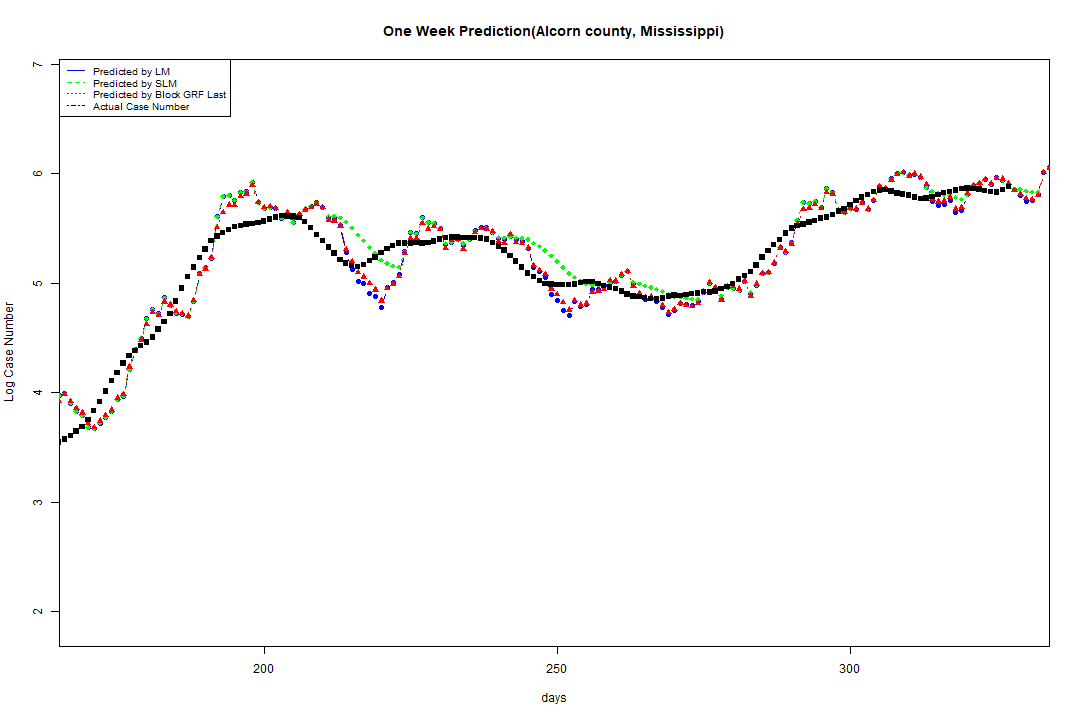 One Week Prediction(Alcorn county, Mississippi)
Predicted by LM
Predicted by SLM
Predicted by Block GRF Last
Actual Case Number
7
6
5
4
3
2
Log Case Number
200 250 300
days